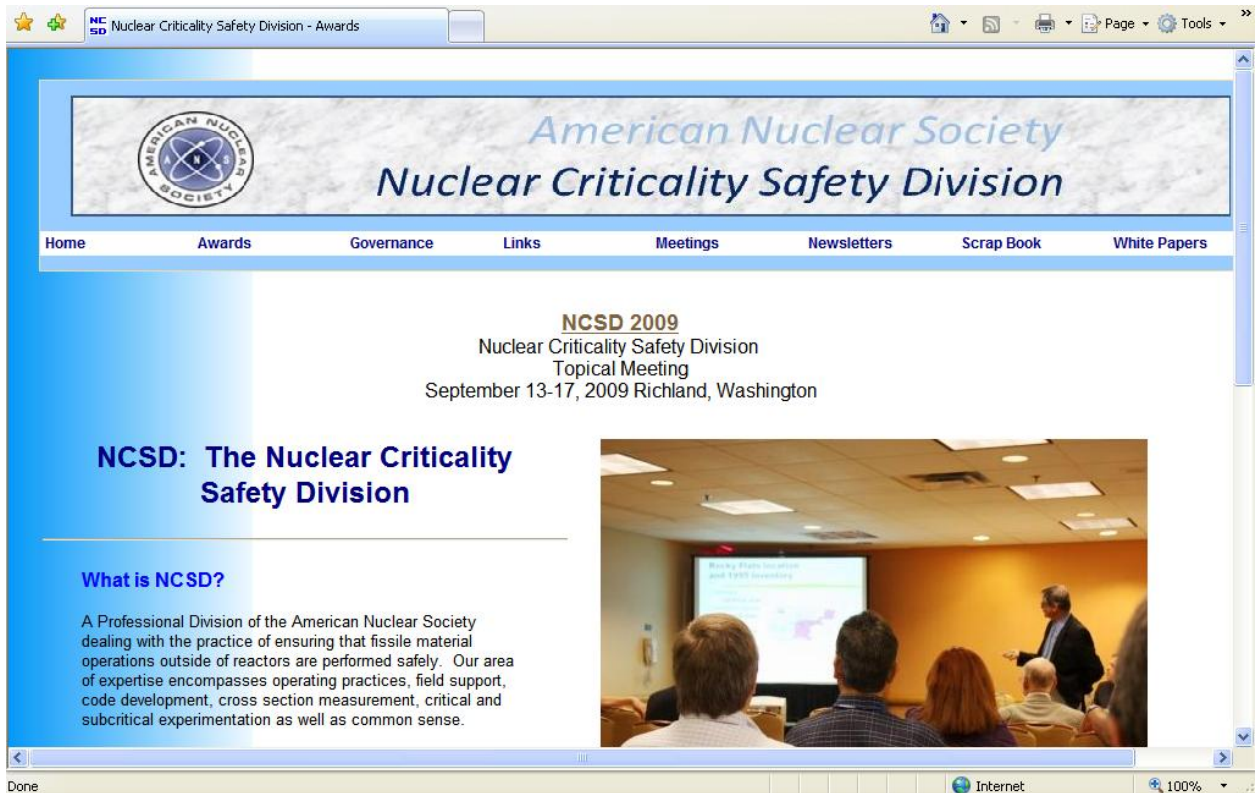 NC
SD
Nuclear Criticality Safety Division - Awards
Page
Tools
»
AMERICAN NUCLEAR SOCIETY
A N S
American Nuclear Society
Nuclear Criticality Safety Division
Home Awards Governance Links Meetings Newsletters Scrap Book White Papers
NCSD 2009
Nuclear Criticality Safety Division
Topical Meeting
September 13-17, 2009 Richland, Washington
NCSD: The Nuclear Criticality
Safety Division
Rocky Flats location
and 1995 inventory
What is NCSD?
A Professional Division of the American Nuclear Society
dealing with the practice of ensuring that fissile material
operations outside of reactors are performed safely. Our area
of expertise encompasses operating practices, field support,
code development, cross section measurement, critical and
subcritical experimentation as well as common sense.
Done
Internet
100%